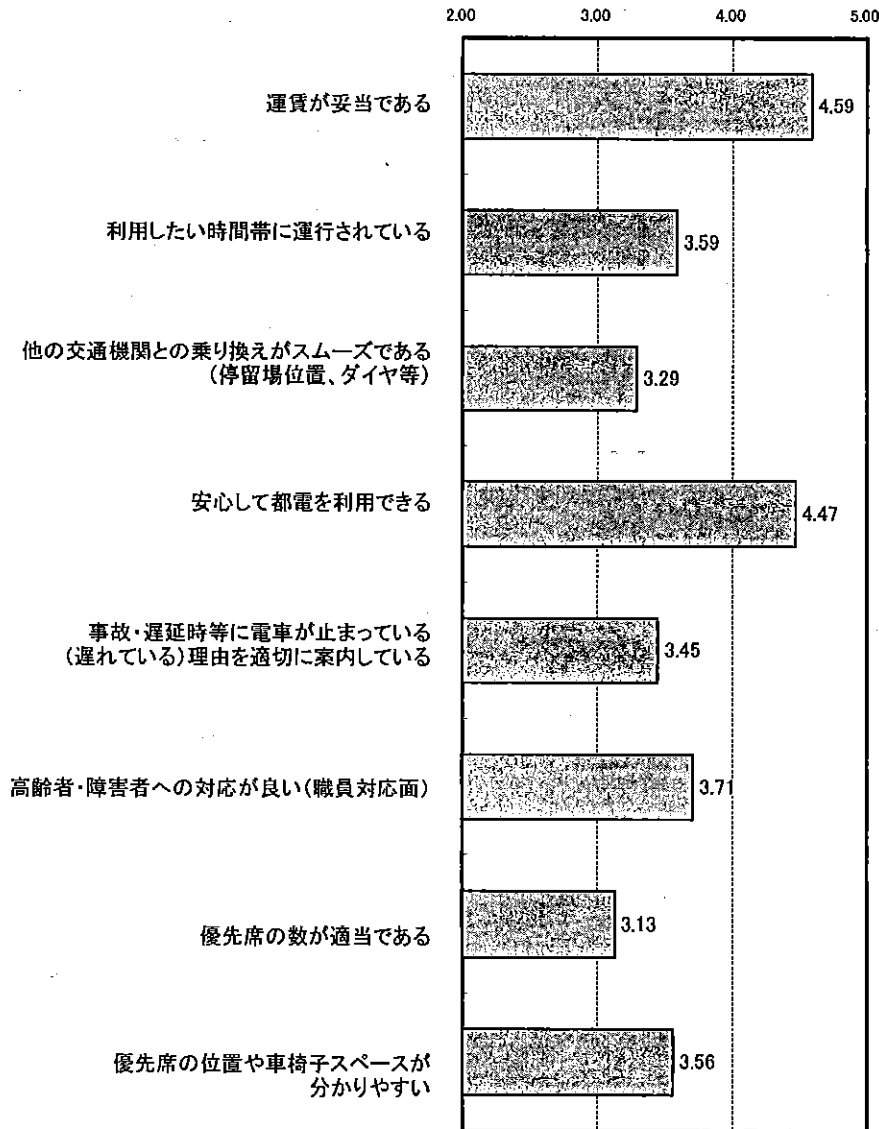 2.00 3.00 4.00 5.00
運賃が妥当である
4.59
利用したい時間帯に運行されている
3.59
他の交通機関との乗り換えがスムーズである
(停留場位置、ダイヤ等)
3.29
安心して都電を利用できる
4.47
事故・遅延時等に電車が止まっている
(遅れている)理由を適切に案内している
3.45
高齢者・障害者への対応が良い(職員対応面)
3.71
優先席の数が適当である
3.13
優先席の位置や車椅子スペースが
分かりやすい
3.56